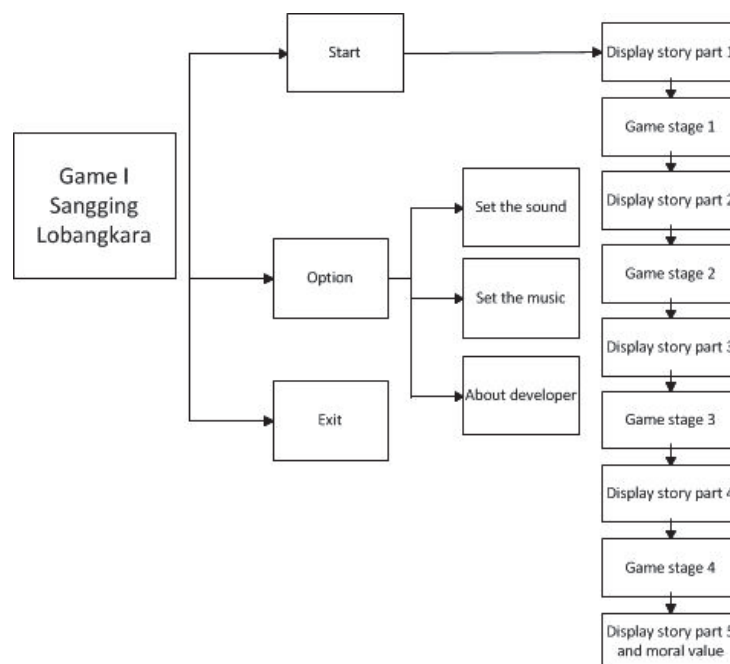 Game I
Sangging
Lobangkara
Start
Option
Exit
Set the sound
Set the music
About developer
Display story part 1
Game stage 1
Display story part 2
Game stage 2
Display story part 3
Game stage 3
Display story part 4
Game stage 4
Display story part 5
and moral value